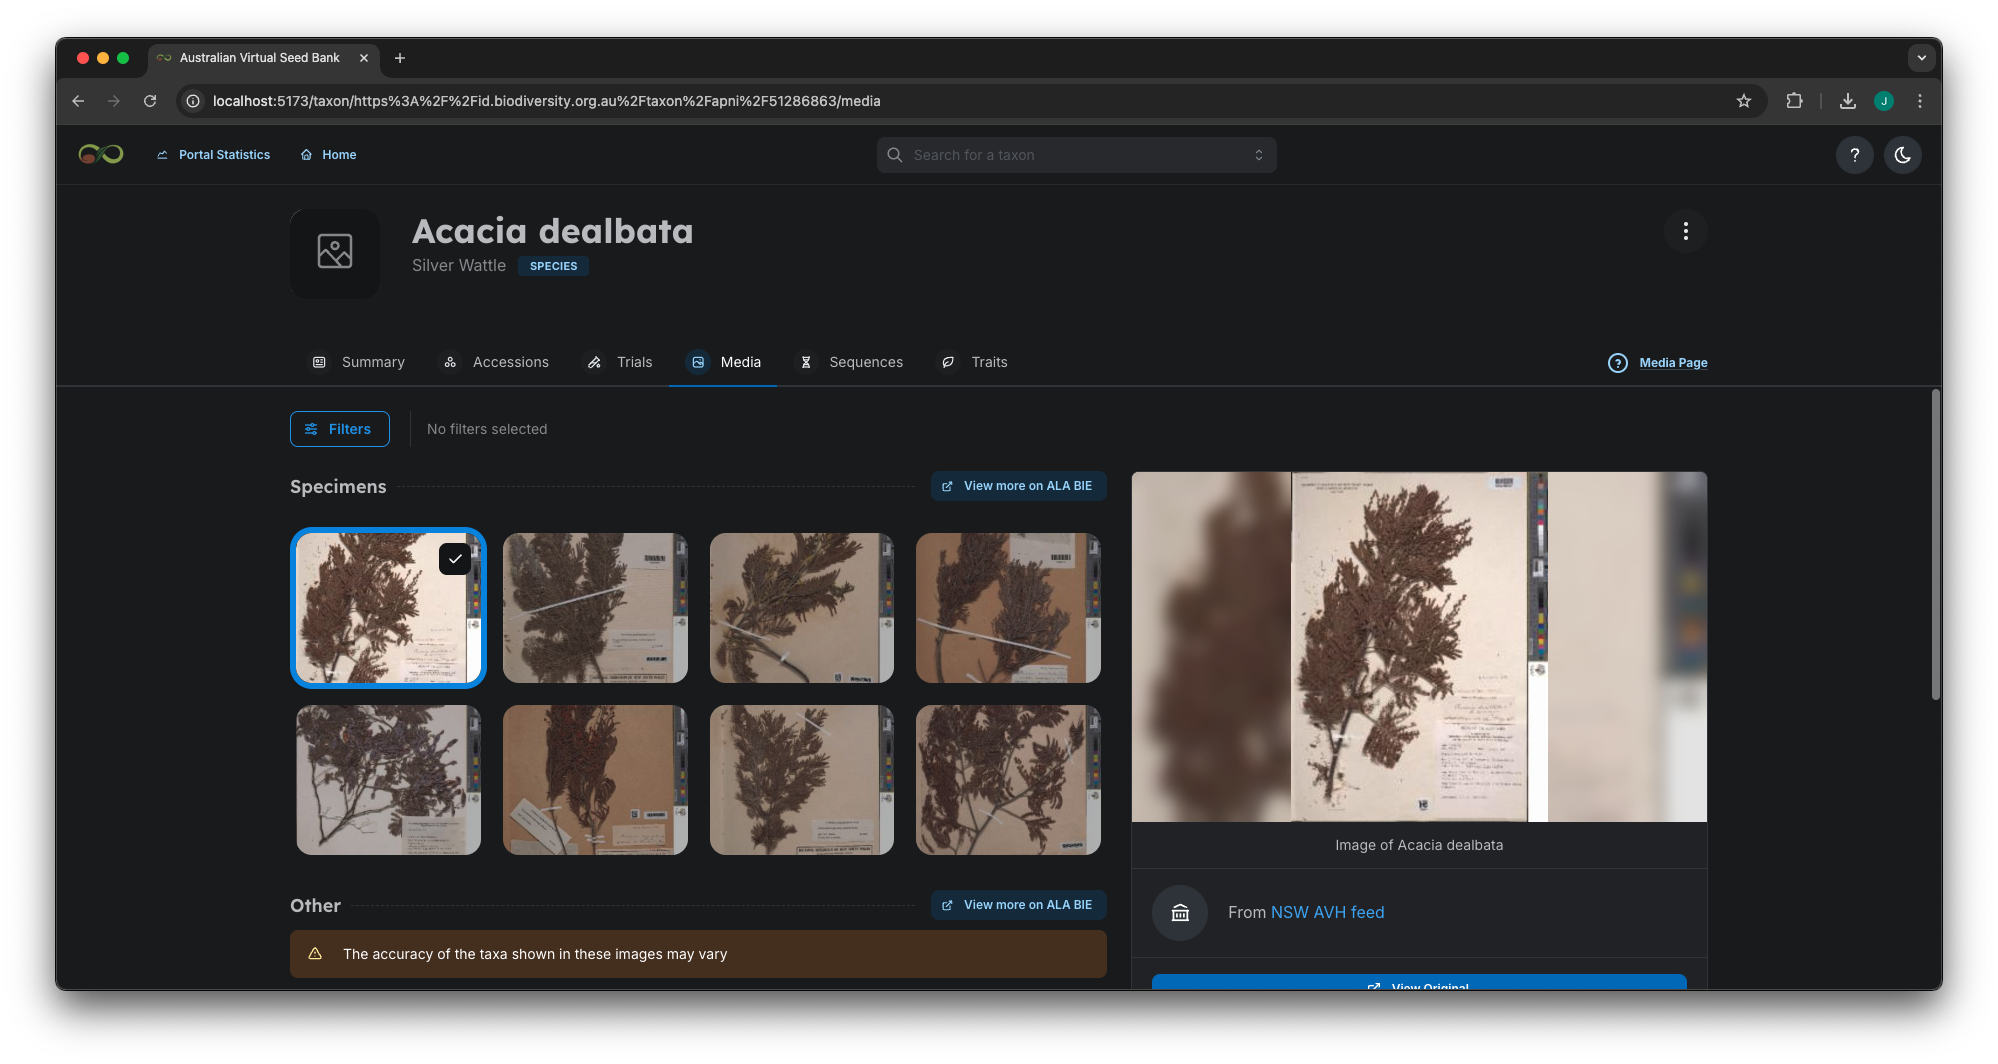 Australian Virtual Seed Bank
localhost:5173/taxon/https%3A%2F%2Fid.biodiversity.org.au%2Ftaxon%2Fapni%2F51286863/media
J
Portal Statistics
Home
Search for a taxon
?
Acacia dealbata
Silver Wattle
SPECIES
Summary
Accessions
Trials
Media
Sequences
Traits
? Media Page
Filters
No filters selected
Specimens
View more on ALA BIE
Image of Acacia dealbata
Other
View more on ALA BIE
From NSW AVH feed
The accuracy of the taxa shown in these images may vary
View Original